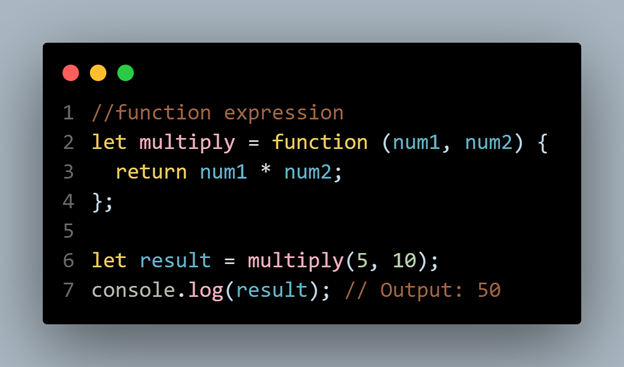 1 //function expression
2 let multiply = function (num1, num2) {
3   return num1 * num2;
4 };
5
6 let result = multiply(5, 10);
7 console.log(result); // Output: 50